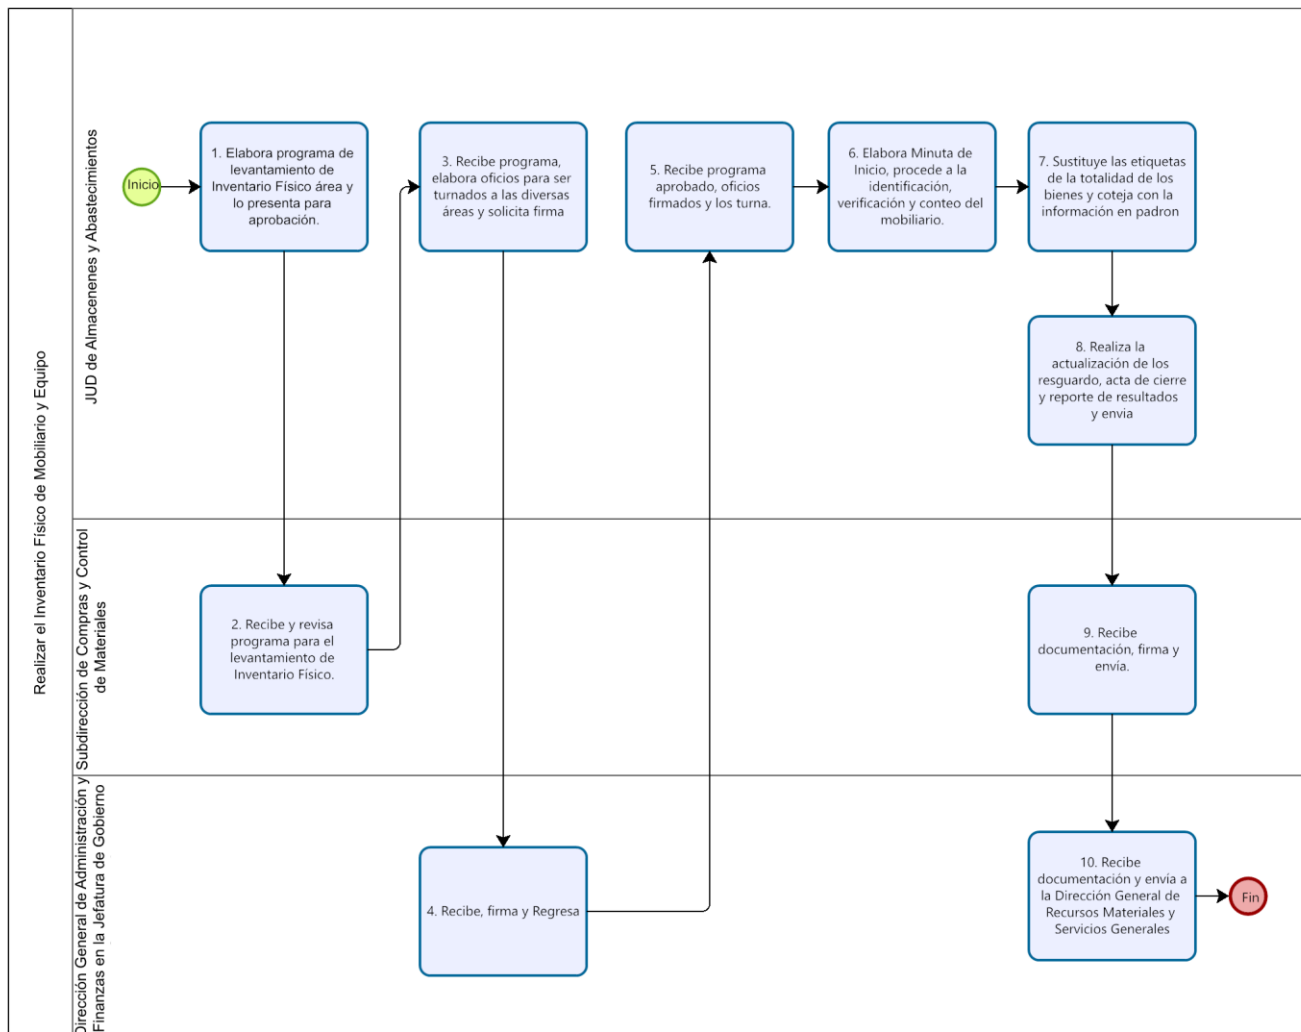 Realizar el Inventario Físico de Mobiliario y Equipo
JUD de Almacenenes y Abastecimientos
Inicio
1. Elabora programa de
levantamiento de
Inventario Físico área y
lo presenta para
aprobación.
3. Recibe programa,
elabora oficios para ser
turnados a las diversas
áreas y solicita firma
5. Recibe programa
aprobado, oficios
firmados y los turna.
6. Elabora Minuta de
Inicio, procede a la
identificación,
verificación y conteo del
mobiliario.
7. Sustituye las etiquetas
de la totalidad de los
bienes y coteja con la
información en padron
8. Realiza la
actualización de los
resguardo, acta de cierre
y reporte de resultados
y envia
Subdirección de Compras y Control
de Materiales
2. Recibe y revisa
programa para el
levantamiento de
Inventario Físico.
9. Recibe
documentación, firma y
envía.
Dirección General de Administración y
Finanzas en la Jefatura de Gobierno
4. Recibe, firma y Regresa
10. Recibe
documentación y envía a
la Dirección General de
Recursos Materiales y
Servicios Generales
Fin